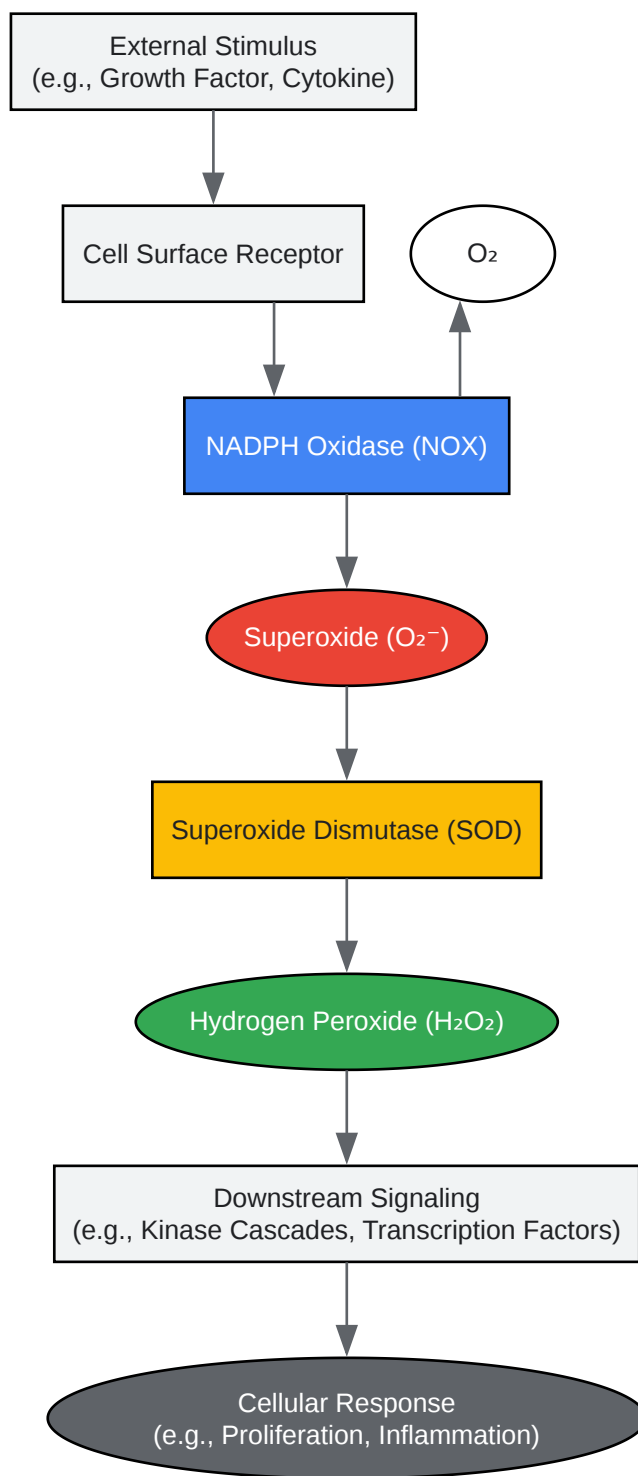 External Stimulus
(e.g., Growth Factor, Cytokine)
Cell Surface Receptor
O₂
NADPH Oxidase (NOX)
Superoxide (O₂⁻)
Superoxide Dismutase (SOD)
Hydrogen Peroxide (H₂O₂)
Downstream Signaling
(e.g., Kinase Cascades, Transcription Factors)
Cellular Response
(e.g., Proliferation, Inflammation)